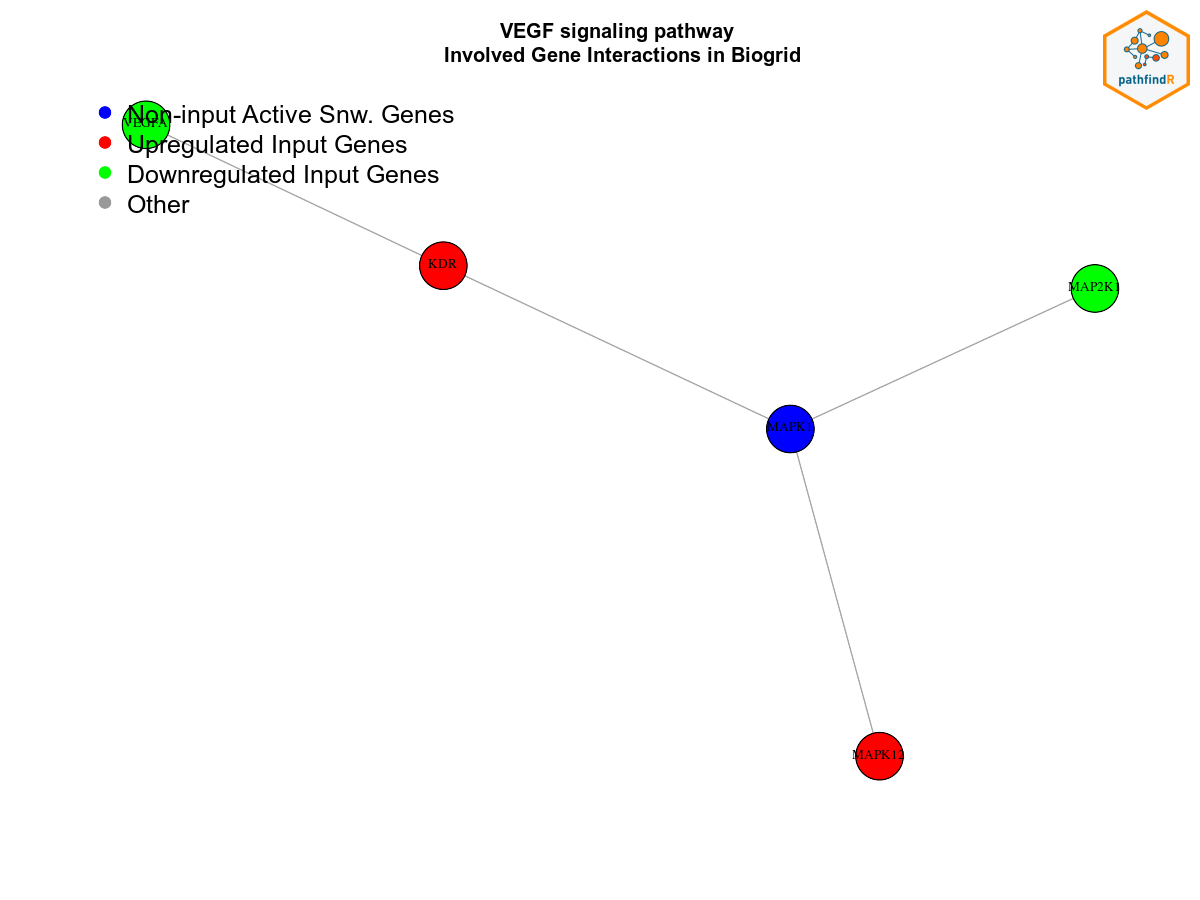 VEGF signaling pathway
Involved Gene Interactions in Biogrid
pathfindR
Non-input Active Snw. Genes
VEGFA
Upregulated Input Genes
Downregulated Input Genes
Other
KDR
MAP2K1
MAPK1
MAPK12